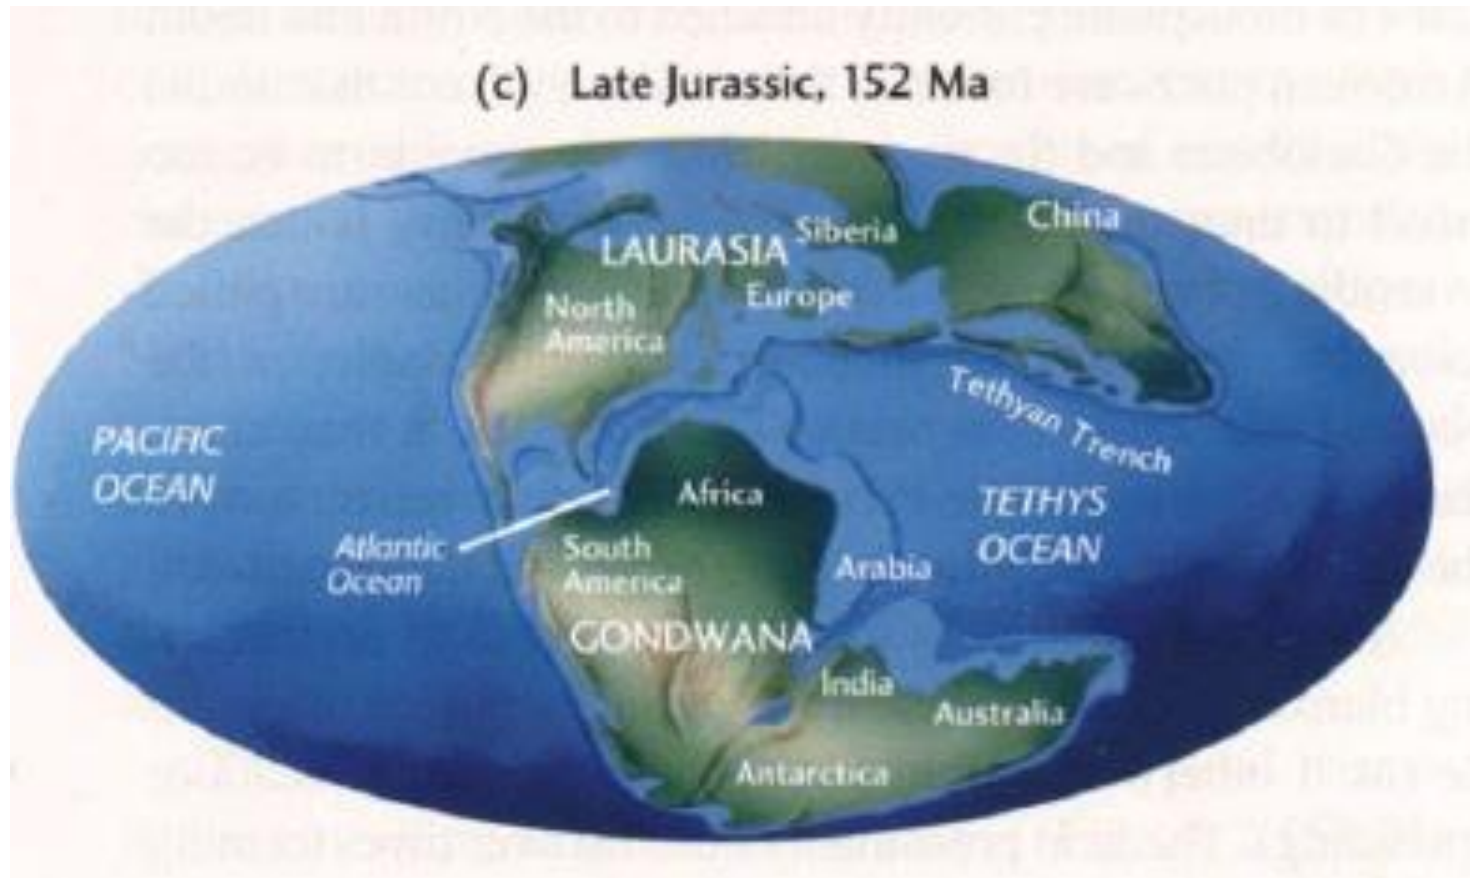 (c) Late Jurassic, 152 Ma
China
Siberia
LAURASIA
Europe
North
America
Tethyan Trench
PACIFIC
OCEAN
Africa
TETHYS
OCEAN
Atlantic
Ocean
South
America
Arabia
GONDWANA
India
Australia
Antarctica